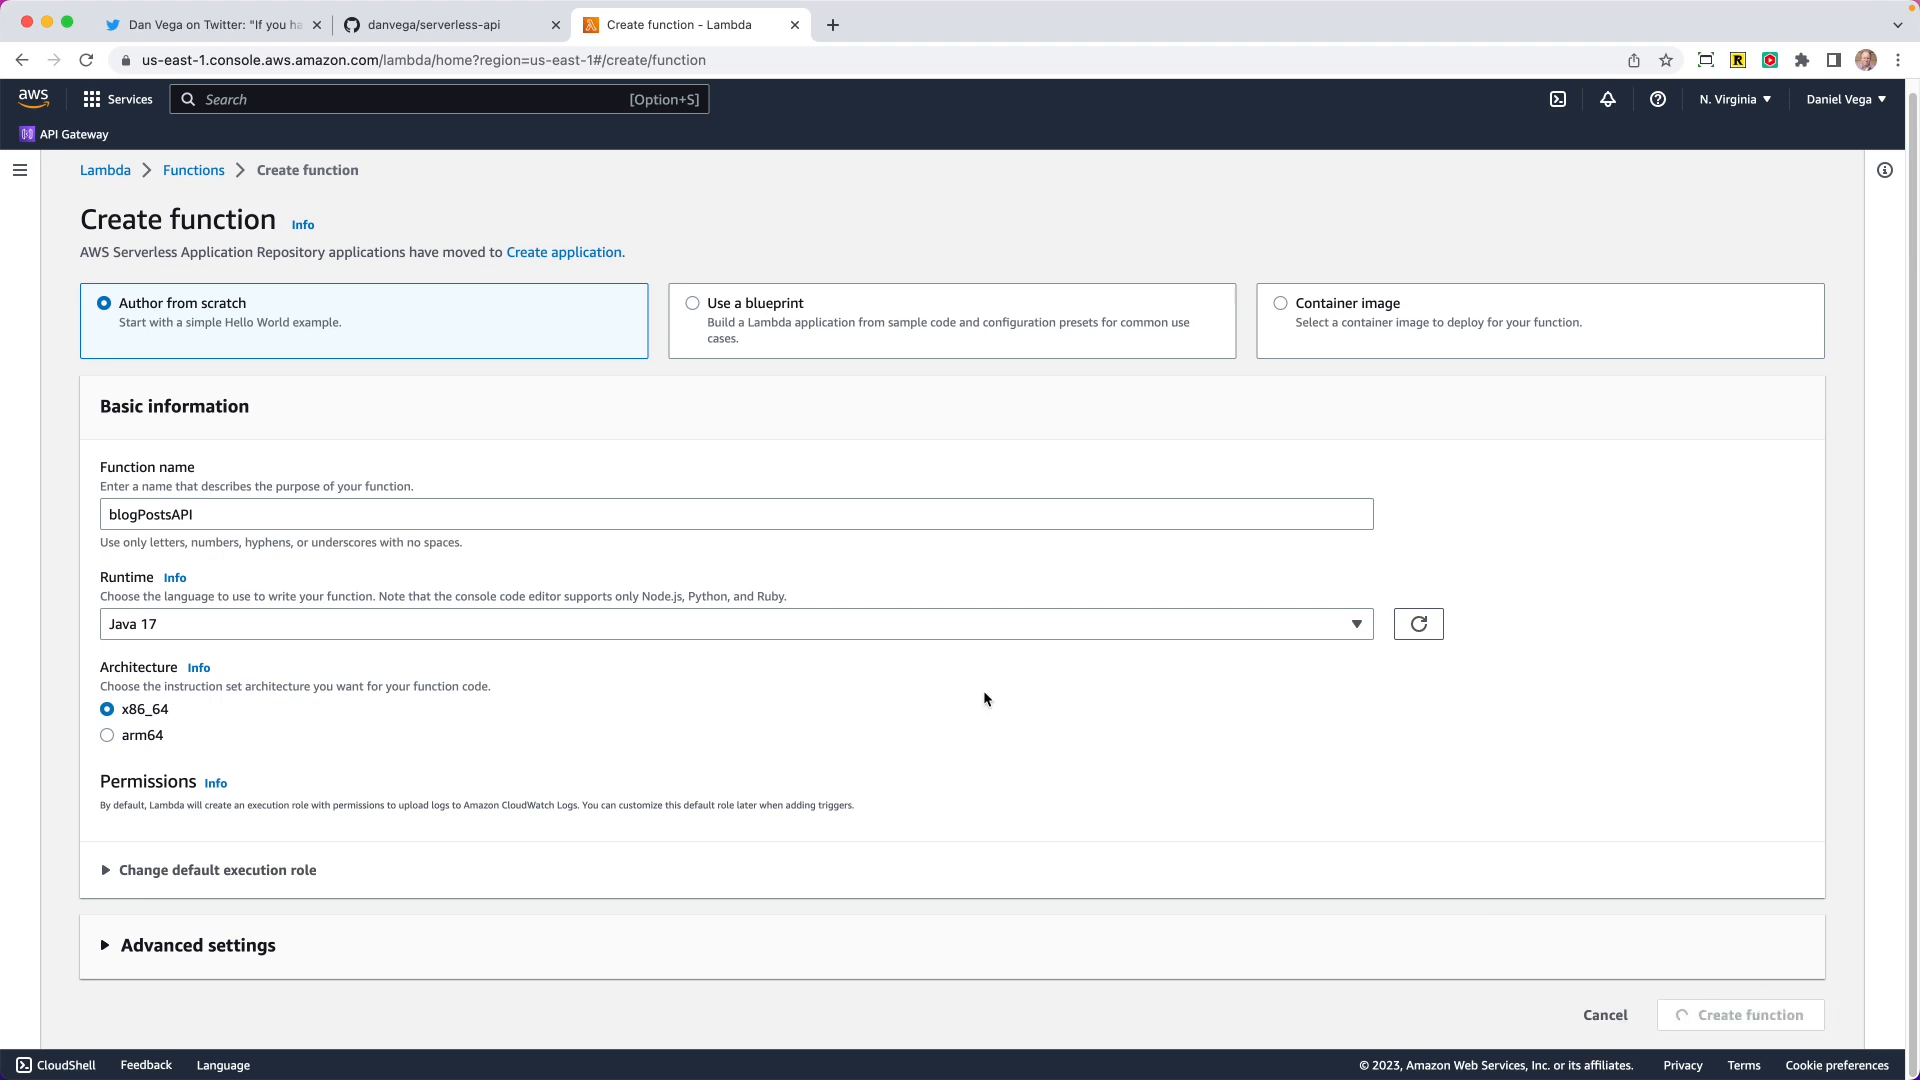 Dan Vega on Twitter: "If you ha
danvega/serverless-api
Create function - Lambda
us-east-1.console.aws.amazon.com/lambda/home?region=us-east-1#/create/function
R
aws
Services
Search
[Option+S]
N. Virginia
Daniel Vega
API Gateway
Lambda
Functions
Create function
Create function
Info
AWS Serverless Application Repository applications have moved to Create application.
Author from scratch
Start with a simple Hello World example.
Use a blueprint
Build a Lambda application from sample code and configuration presets for common use
cases.
Container image
Select a container image to deploy for your function.
Basic information
Function name
Enter a name that describes the purpose of your function.
blogPostsAPI
Use only letters, numbers, hyphens, or underscores with no spaces.
Runtime Info
Choose the language to use to write your function. Note that the console code editor supports only Node.js, Python, and Ruby.
Java 17
Architecture Info
Choose the instruction set architecture you want for your function code.
x86_64
arm64
Permissions Info
By default, Lambda will create an execution role with permissions to upload logs to Amazon CloudWatch Logs. You can customize this default role later when adding triggers.
Change default execution role
Advanced settings
Cancel
Create function
CloudShell
Feedback
Language
© 2023, Amazon Web Services, Inc. or its affiliates.
Privacy
Terms
Cookie preferences